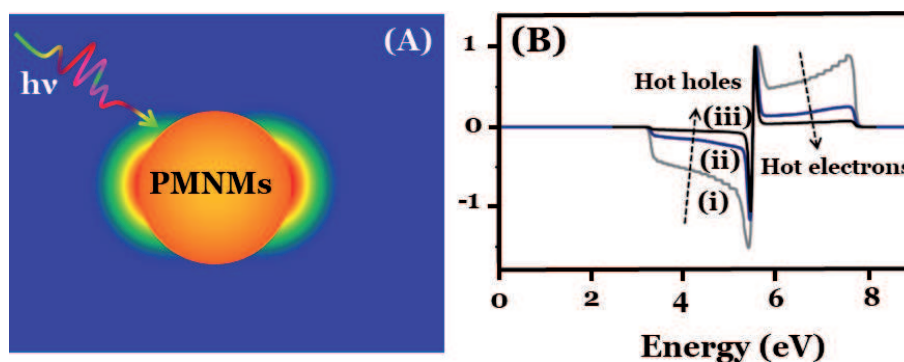 (A)
hν
PMNMs
(B)
1
0
-1
Hot holes
(iii)
(ii)
(i)
Hot electrons
0 2 4 6 8
Energy (eV)